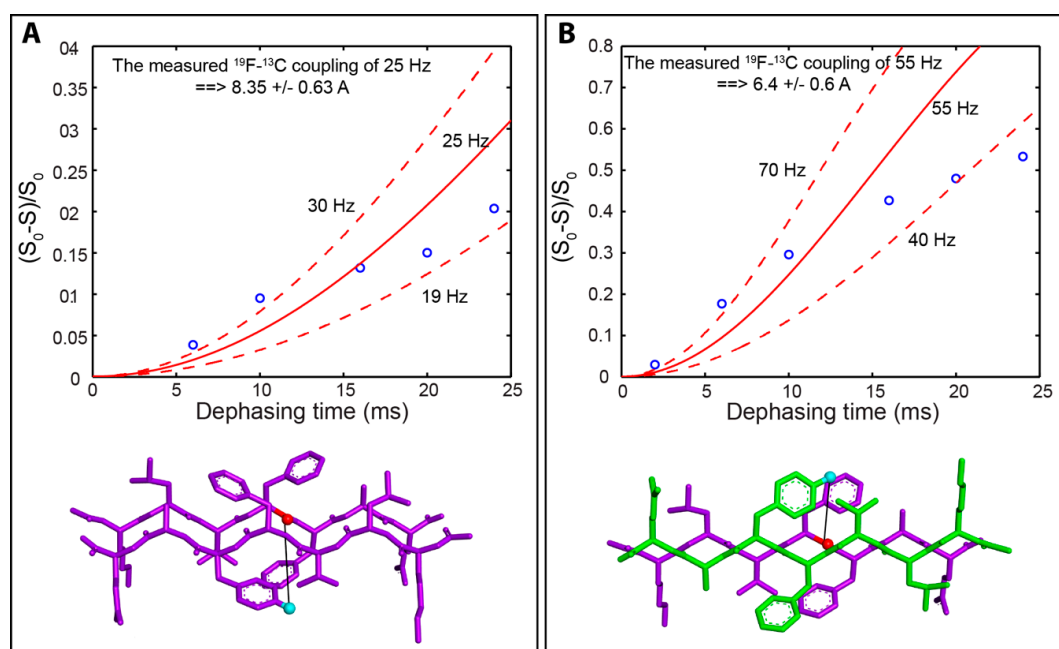 A
04
0.35
03
0.25
02
0.15
01
0.05
0
(S₀-S)/S₀
The measured ¹⁹F-¹³C coupling of 25 Hz
==> 8.35 +/- 0.63 A
25 Hz
30 Hz
19 Hz
0 5 10 15 20 25
Dephasing time (ms)
B
0.8
0.7
0.6
0.5
0.4
0.3
0.2
0.1
0
(S₀-S)/S₀
The measured ¹⁹F-¹³C coupling of 55 Hz
==> 6.4 +/- 0.6 A
55 Hz
70 Hz
40 Hz
0 5 10 15 20 25
Dephasing time (ms)